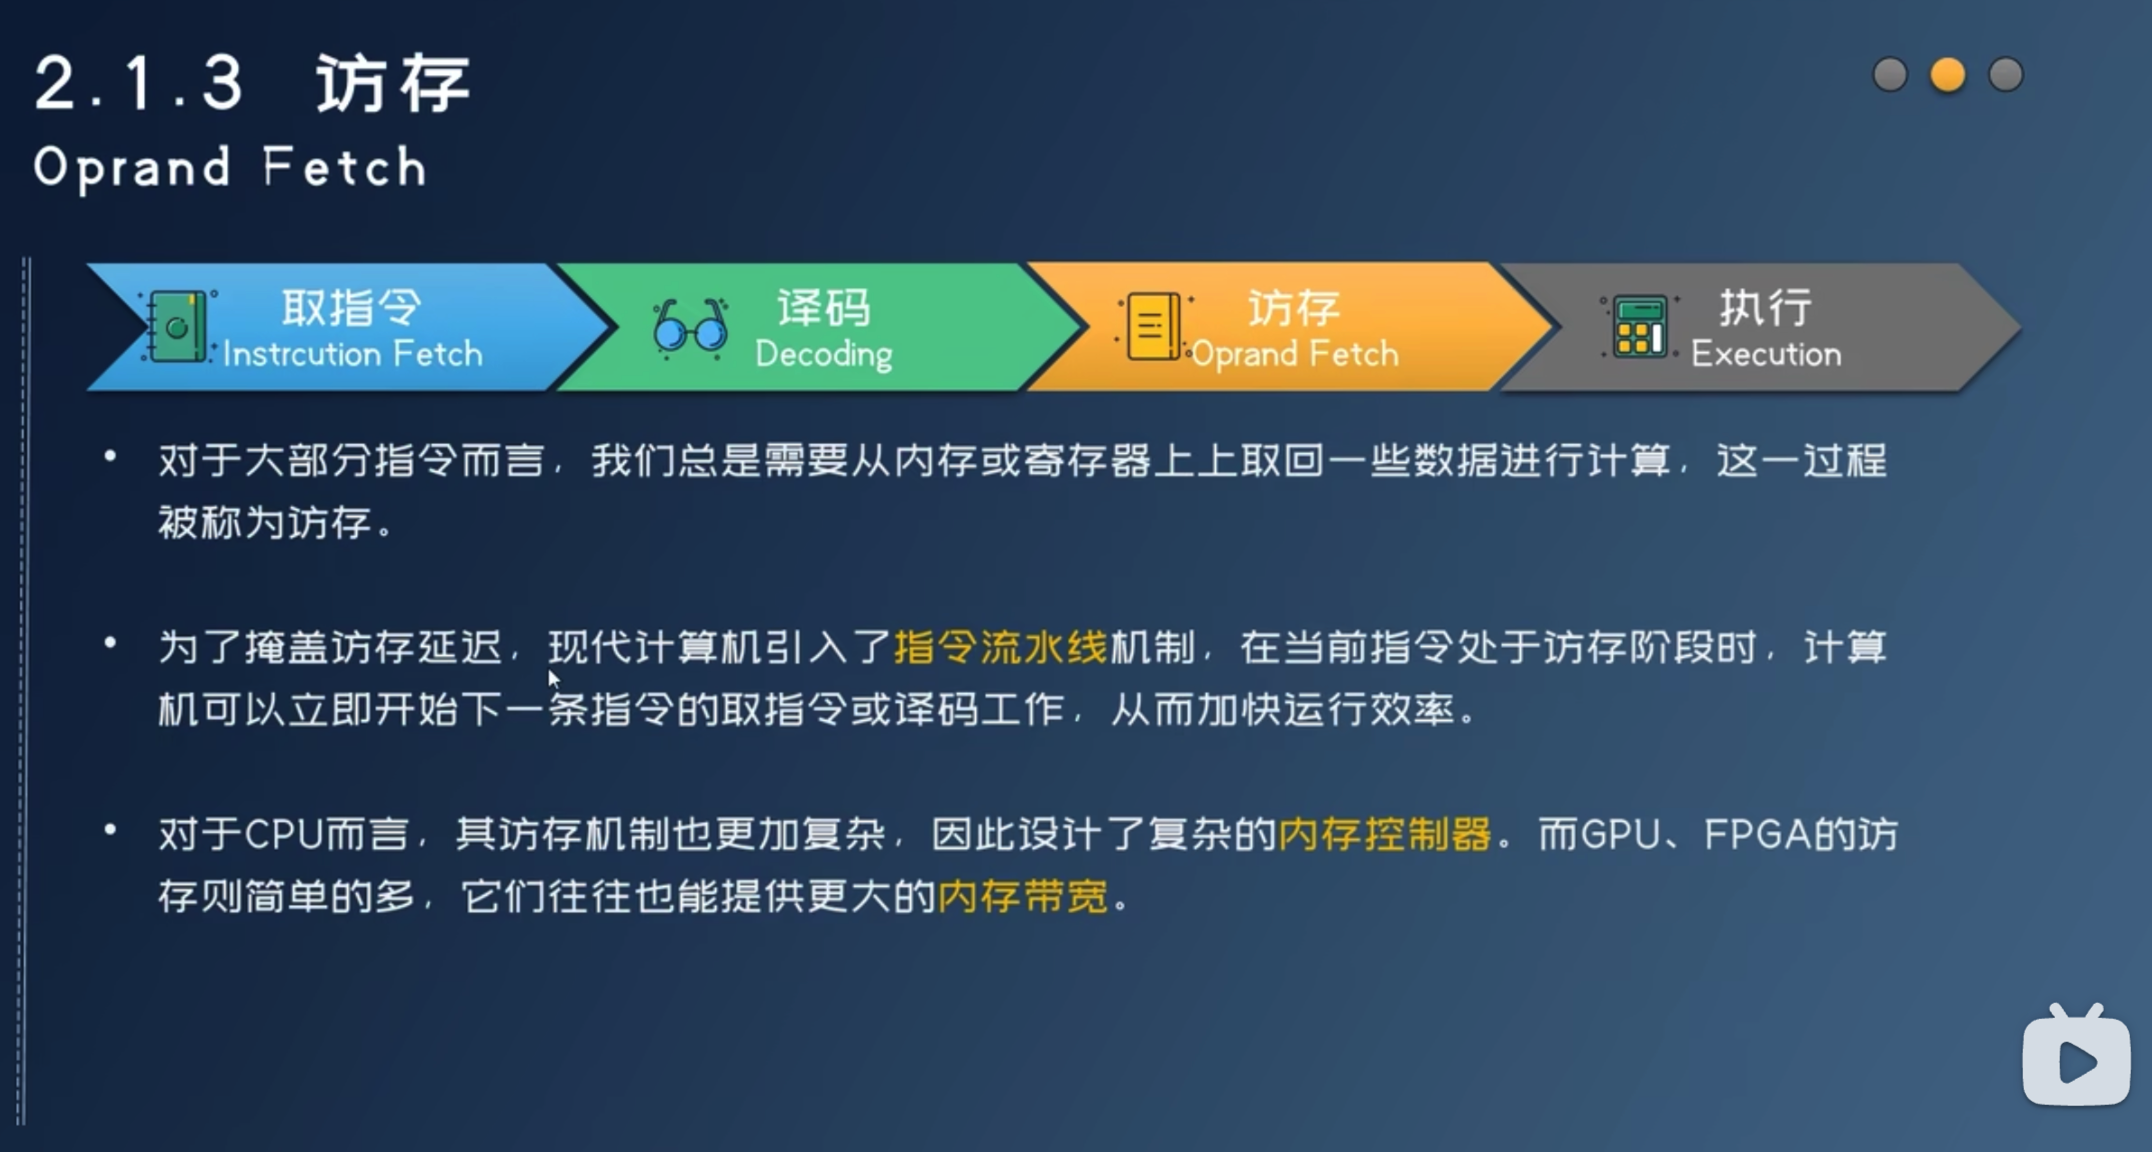 2.1.3 访存
Oprand Fetch
取指令
Instrcution Fetch
译码
Decoding
访存
Oprand Fetch
执行
Execution
• 对于大部分指令而言，我们总是需要从内存或寄存器上上取回一些数据进行计算，这一过程
被称为访存。
• 为了掩盖访存延迟，现代计算机引入了指令流水线机制，在当前指令处于访存阶段时，计算
机可以立即开始下一条指令的取指令或译码工作，从而加快运行效率。
• 对于CPU而言，其访存机制也更加复杂，因此设计了复杂的内存控制器。而GPU、FPGA的访
存则简单的多，它们往往也能提供更大的内存带宽。